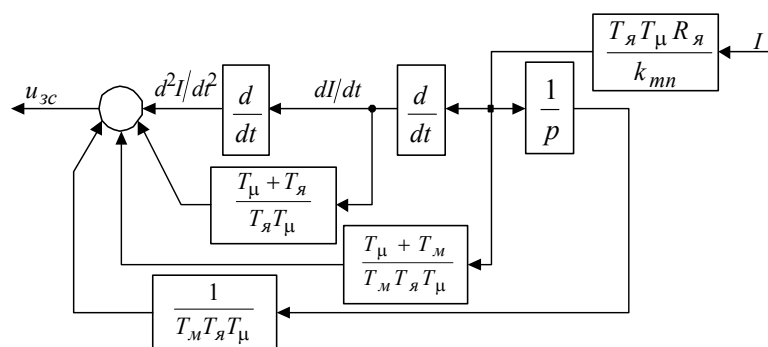 T_я T_μ R_я
k_тп
I
u_зс
d²I/dt²
d
dt
dI/dt
d
dt
1
p
T_μ + T_я
T_я T_μ
T_μ + T_м
T_м T_я T_μ
1
T_м T_я T_μ